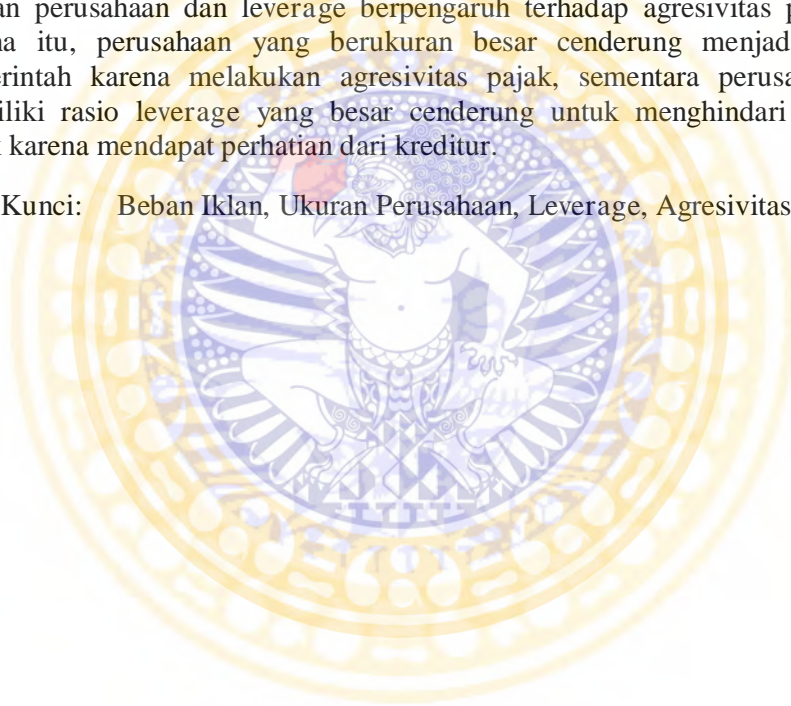 an perusahaan dan leverage berpengaruh terhadap agresivitas p
na itu, perusahaan yang berukuran besar cenderung menjad
erintah karena melakukan agresivitas pajak, sementara perusa
iliki rasio leverage yang besar cenderung untuk menghindari
k karena mendapat perhatian dari kreditur.
Kunci: Beban Iklan, Ukuran Perusahaan, Leverage, Agresivitas